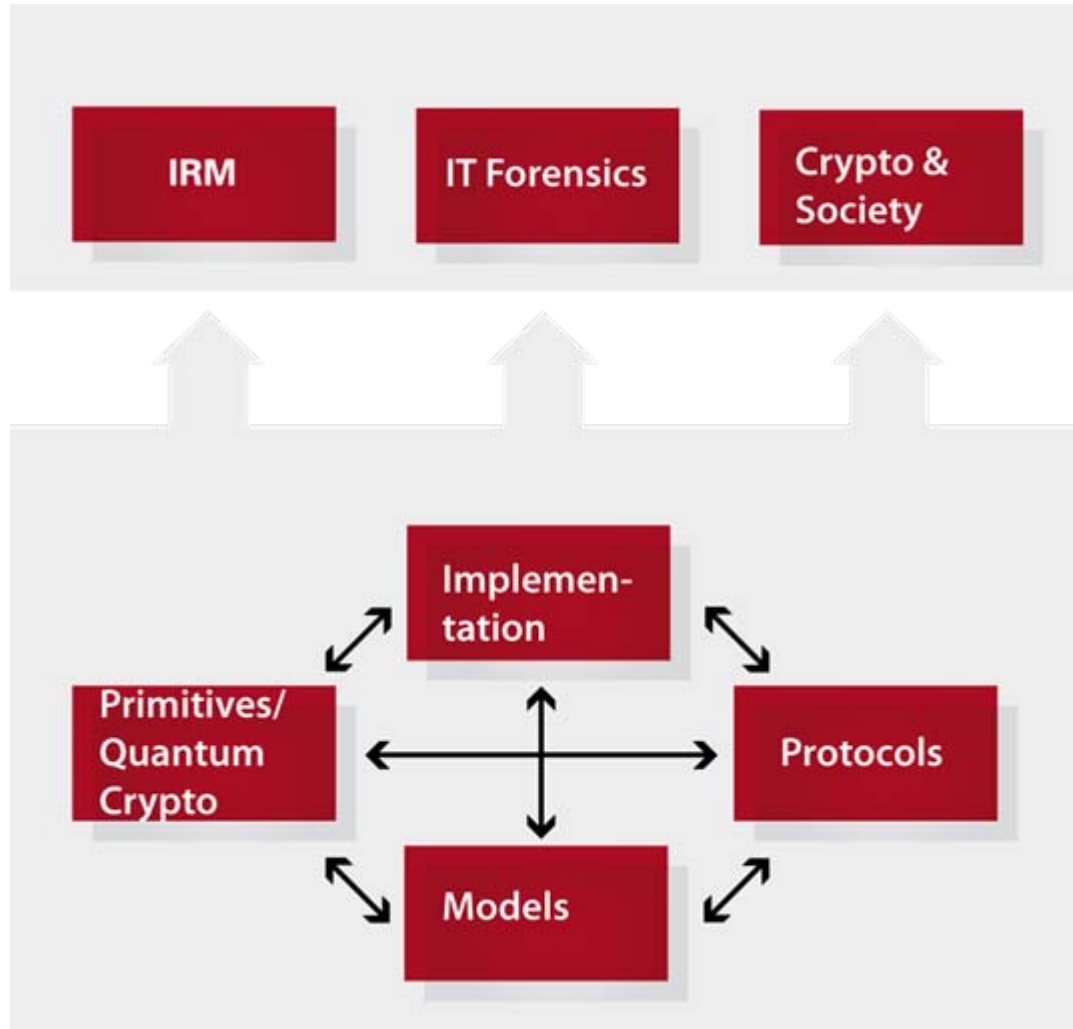 IRM
IT Forensics
Crypto &
Society
Implemen-
tation
Primitives/
Quantum
Crypto
Protocols
Models